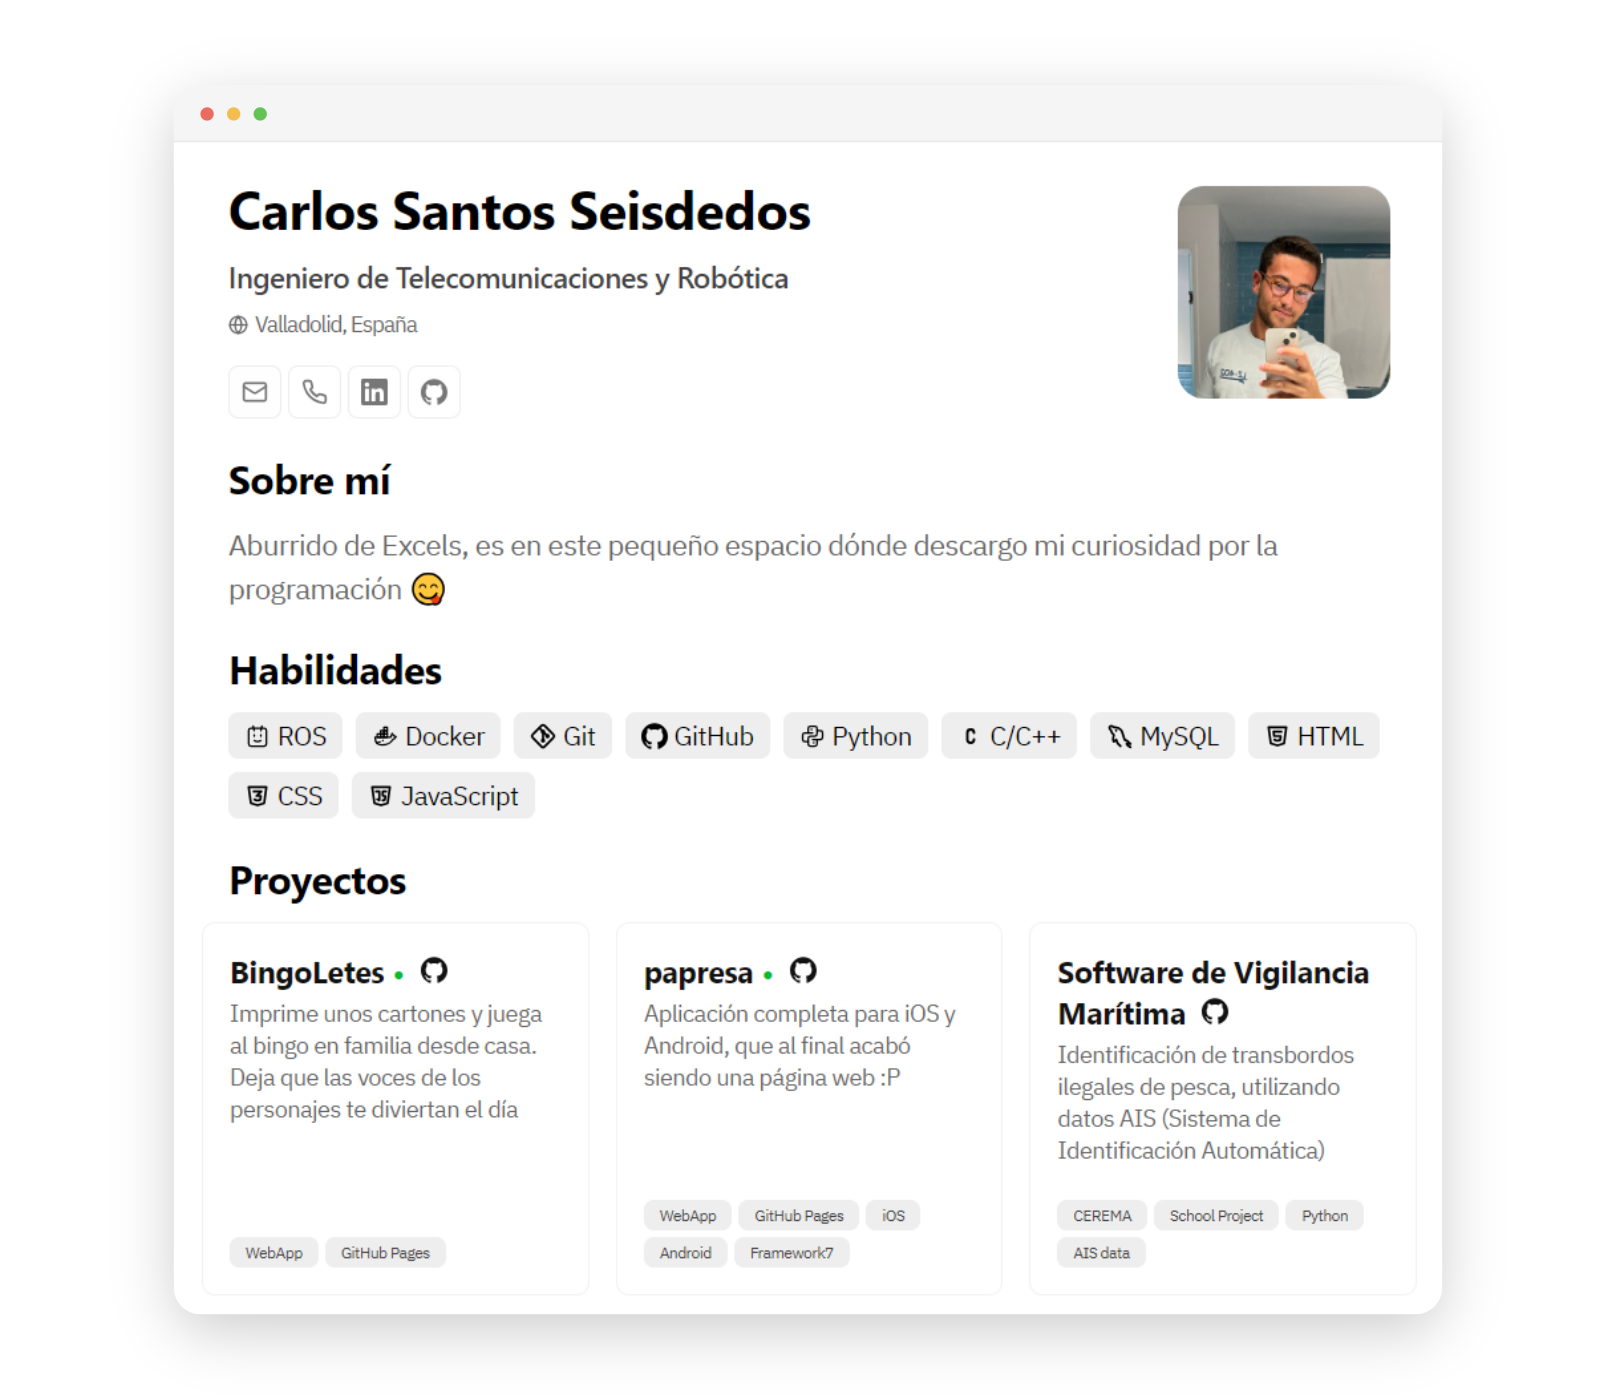 Carlos Santos Seisdedos
Ingeniero de Telecomunicaciones y Robótica
Valladolid, España
in
Sobre mí
Aburrido de Excels, es en este pequeño espacio dónde descargo mi curiosidad por la
programación
Habilidades
ROS Docker Git GitHub Python C C/C++ MySQL 5 HTML
3 CSS JS JavaScript
Proyectos
BingoLetes
Imprime unos cartones y juega
al bingo en familia desde casa.
Deja que las voces de los
personajes te diviertan el día
WebApp GitHub Pages
papresa
Aplicación completa para iOS y
Android, que al final acabó
siendo una página web :P
WebApp GitHub Pages iOS
Android Framework7
Software de Vigilancia
Marítima
Identificación de transbordos
ilegales de pesca, utilizando
datos AIS (Sistema de
Identificación Automática)
CEREMA School Project Python
AIS data